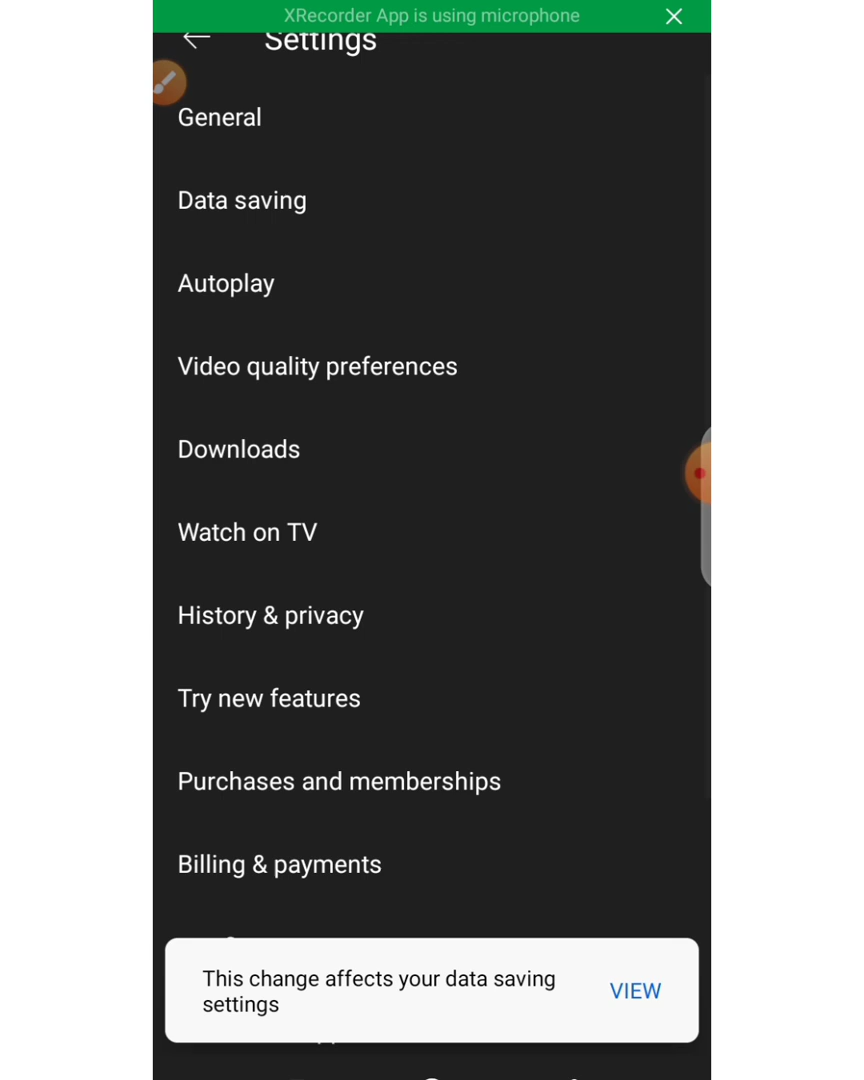 XRecorder App is using microphone
Settings
General
Data saving
Autoplay
Video quality preferences
Downloads
Watch on TV
History & privacy
Try new features
Purchases and memberships
Billing & payments
This change affects your data saving
settings
VIEW